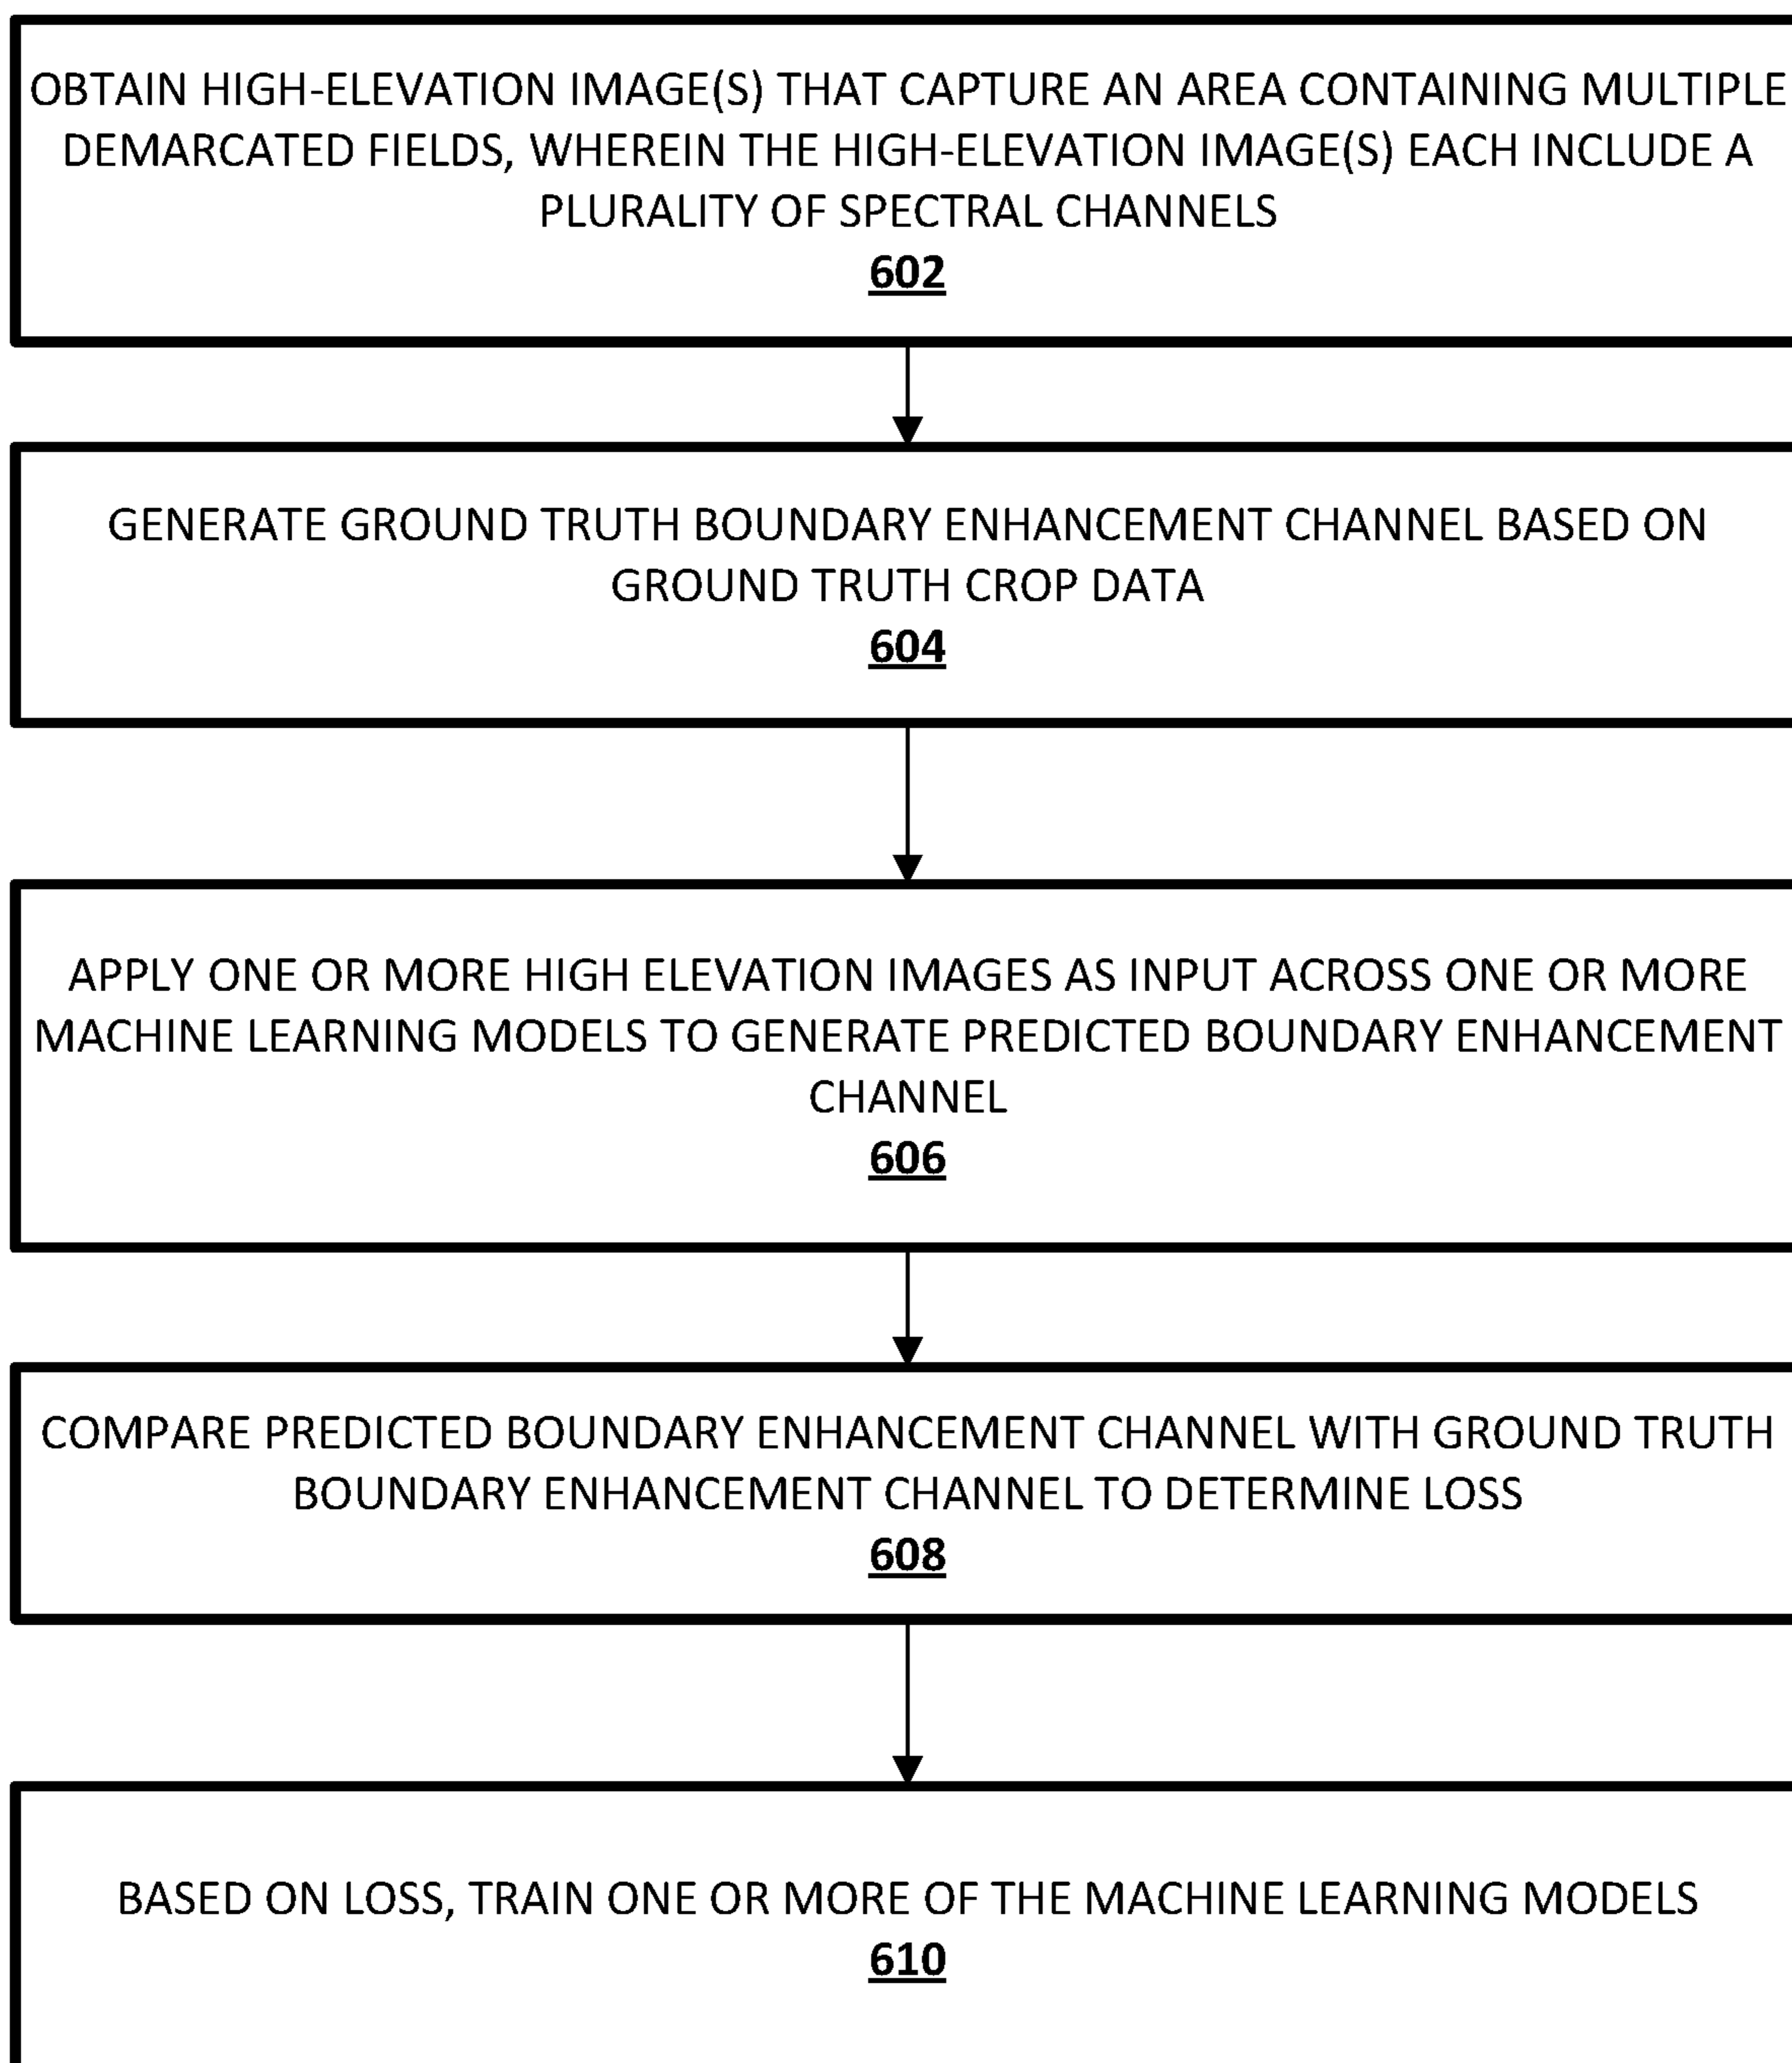 OBTAIN HIGH-ELEVATION IMAGE(S) THAT CAPTURE AN AREA CONTAINING MULTIPLE
DEMARCATED FIELDS, WHEREIN THE HIGH-ELEVATION IMAGE(S) EACH INCLUDE A
PLURALITY OF SPECTRAL CHANNELS
602
GENERATE GROUND TRUTH BOUNDARY ENHANCEMENT CHANNEL BASED ON
GROUND TRUTH CROP DATA
604
APPLY ONE OR MORE HIGH ELEVATION IMAGES AS INPUT ACROSS ONE OR MORE
MACHINE LEARNING MODELS TO GENERATE PREDICTED BOUNDARY ENHANCEMENT
CHANNEL
606
COMPARE PREDICTED BOUNDARY ENHANCEMENT CHANNEL WITH GROUND TRUTH
BOUNDARY ENHANCEMENT CHANNEL TO DETERMINE LOSS
608
BASED ON LOSS, TRAIN ONE OR MORE OF THE MACHINE LEARNING MODELS
610